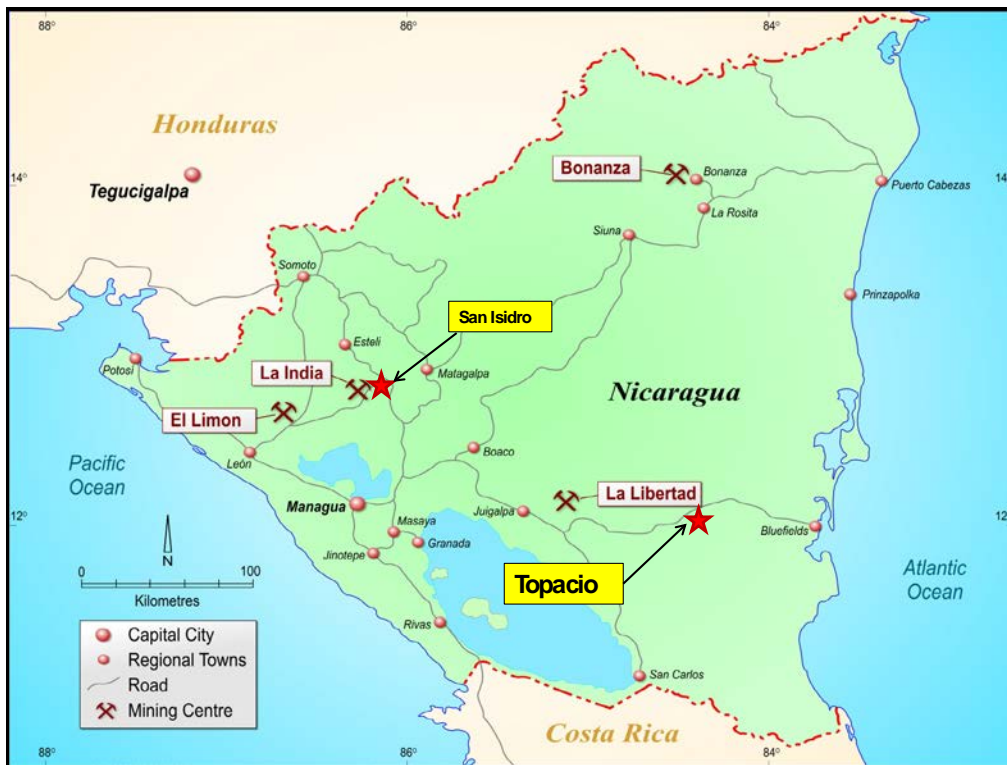 88°
86°
84°
Honduras
Tegucigalpa
14°
14
Bonanza
Bonanza
La Rosita
Puerto Cabezas
Siuna
Somoto
Prinzapolka
San Isidro
Esteli
Potosi
La India
Matagalpa
Nicaragua
El Limon
León
Boaco
Pacific
Ocean
La Libertad
Managua
Juigalpa
12°
12
Masaya
Bluefields
Granada
Jinotepe
N
Atlantic
Ocean
Topacio
0
100
Kilometres
Rivas
Capital City
Regional Towns
Road
Mining Centre
San Carlos
Costa Rica
88°
86°
84°